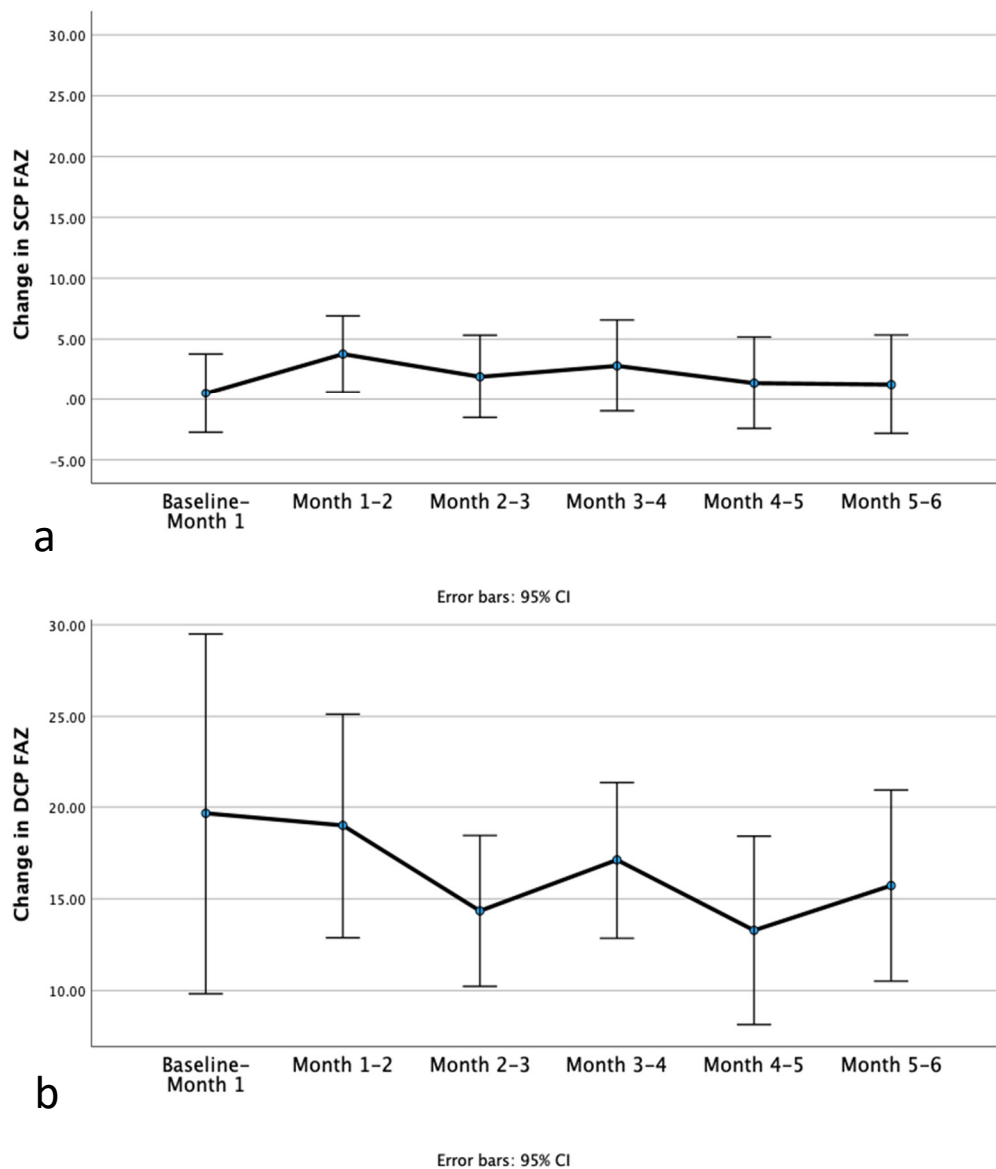 30.00
25.00
20.00
15.00
10.00
5.00
.00
-5.00
Change in SCP FAZ
Baseline-
Month 1
Month 1-2
Month 2-3
Month 3-4
Month 4-5
Month 5-6
a
Error bars: 95% CI
30.00
25.00
20.00
15.00
10.00
Change in DCP FAZ
Baseline-
Month 1
Month 1-2
Month 2-3
Month 3-4
Month 4-5
Month 5-6
b
Error bars: 95% CI